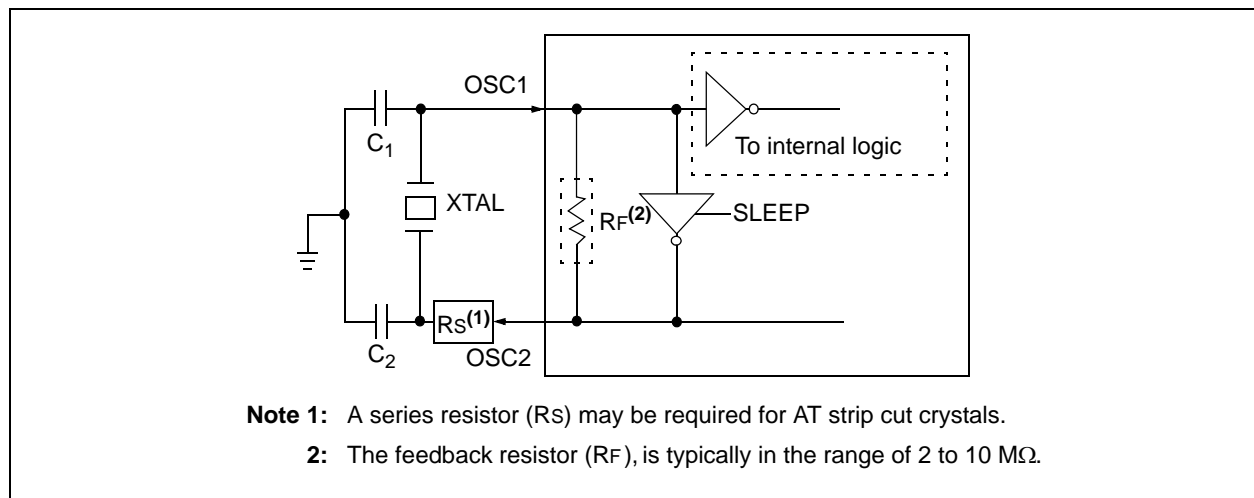 OSC1
C1
To internal logic
XTAL
RF(2)
SLEEP
RS(1)
C2
OSC2
Note 1: A series resistor (RS) may be required for AT strip cut crystals.
2: The feedback resistor (RF), is typically in the range of 2 to 10 MΩ.